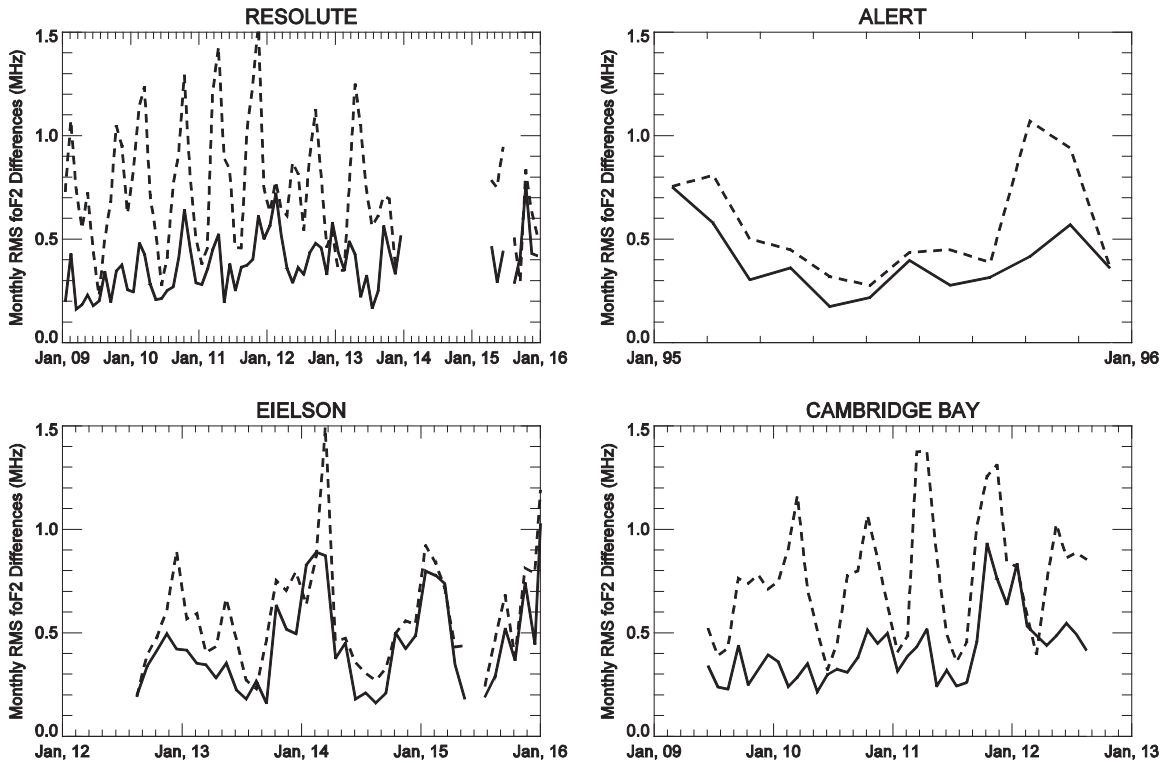 RESOLUTE
Monthly RMS foF2 Differences (MHz)
1.5
1.0
0.5
0.0
Jan, 09 Jan, 10 Jan, 11 Jan, 12 Jan, 13 Jan, 14 Jan, 15 Jan, 16
ALERT
Monthly RMS foF2 Differences (MHz)
1.5
1.0
0.5
0.0
Jan, 95 Jan, 96
EIELSON
Monthly RMS foF2 Differences (MHz)
1.5
1.0
0.5
0.0
Jan, 12 Jan, 13 Jan, 14 Jan, 15 Jan, 16
CAMBRIDGE BAY
Monthly RMS foF2 Differences (MHz)
1.5
1.0
0.5
0.0
Jan, 09 Jan, 10 Jan, 11 Jan, 12 Jan, 13